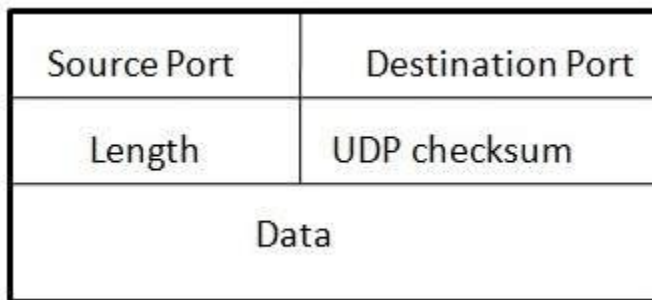 Source Port Destination Port
Length UDP checksum
Data